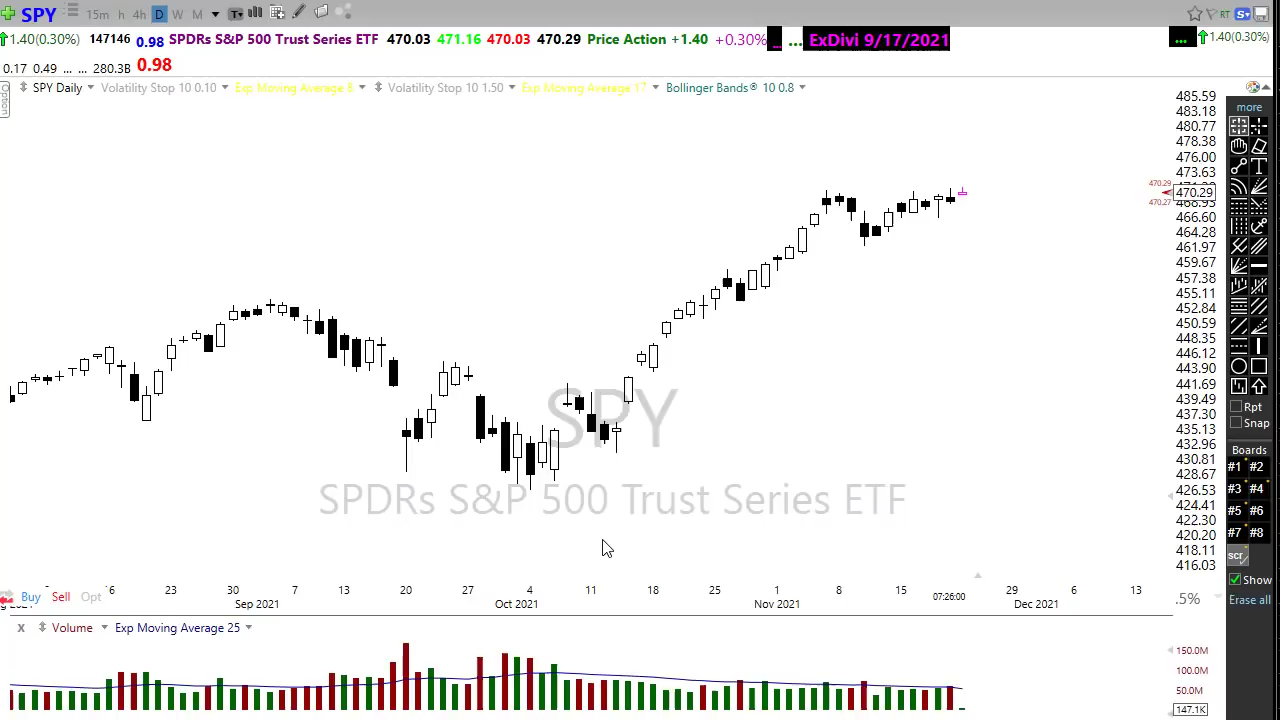 SPY 15m h 4h D W M T RT S
1.40(0.30%) 147146 0.98 SPDRs S&P 500 Trust Series ETF 470.03 471.16 470.03 470.29 Price Action +1.40 +0.30% ... ... ExDivi 9/17/2021 ... 1.40(0.30%)
0.17 0.49 ... ... 280.3B 0.98
Option SPY Daily Volatility Stop 10 0.10 Exp Moving Average 8 Volatility Stop 10 1.50 Exp Moving Average 17 Bollinger Bands® 10 0.8
485.59
483.18
480.77
478.38
476.00
473.63
470.29
470.29
468.93
470.27
466.60
464.28
461.97
459.67
457.38
455.11
452.84
450.59
448.35
446.12
443.90
441.69
439.49
437.30
435.13
432.96
430.81
428.67
426.53
424.41
422.30
420.20
418.11
416.03
more
T
Rpt
Snap
Boards
#1 #2
#3 #4
#5 #6
#7 #8
scr
Show
Erase all
SPY
SPDRs S&P 500 Trust Series ETF
23 30 7 13 20 27 4 11 18 25 1 8 15 07:26:00 29 6 13
Buy Sell Opt .5%
Sep 2021 Oct 2021 Nov 2021 Dec 2021
X Volume Exp Moving Average 25
150.0M
100.0M
50.0M
147.1K